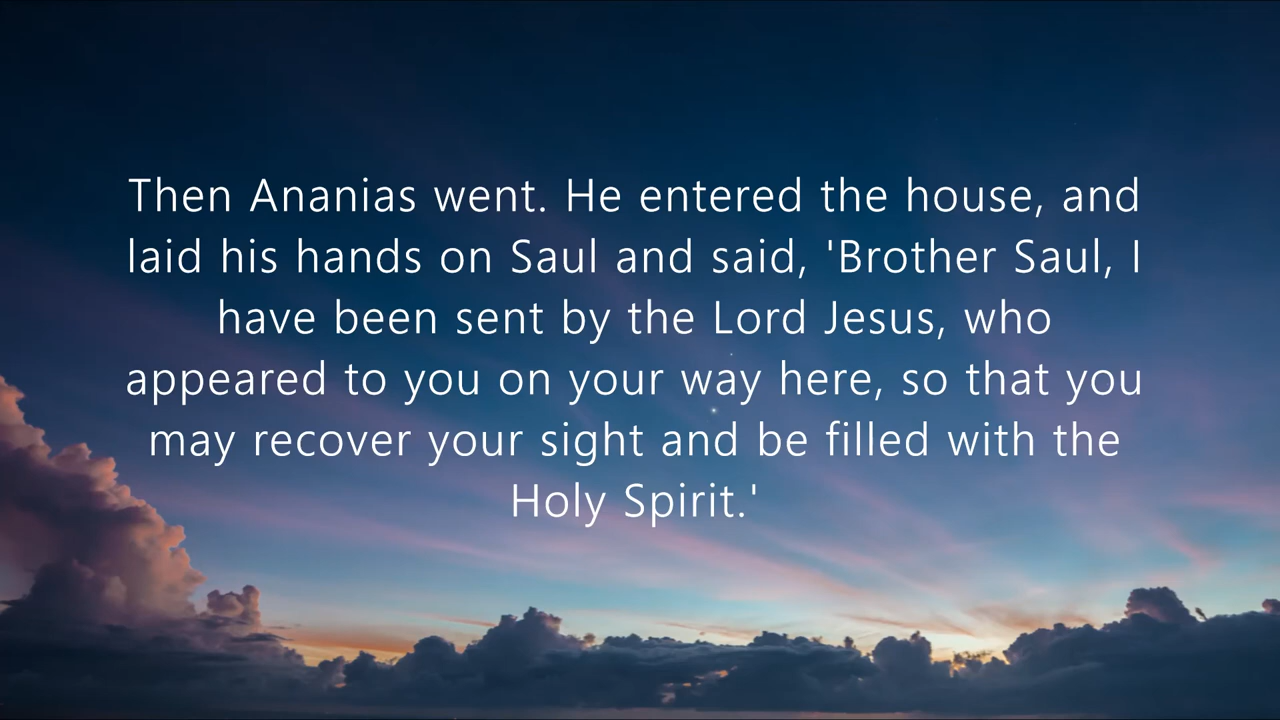 Then Ananias went. He entered the house, and
laid his hands on Saul and said, 'Brother Saul, I
have been sent by the Lord Jesus, who
appeared to you on your way here, so that you
may recover your sight and be filled with the
Holy Spirit.'